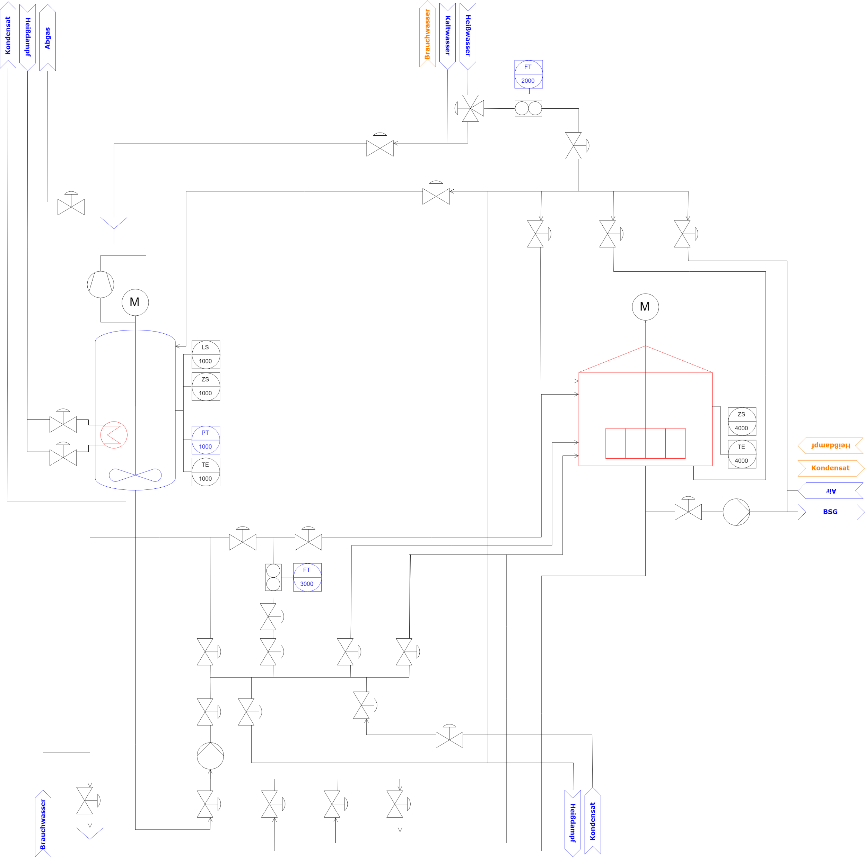 Kondensat
Heißdampf
Abgas
Brauchwasser
Kaltwasser
Heißwasser
FT
2000
M
M
LS
1000
ZS
1000
PT
1000
TE
1000
ZS
4000
TE
4000
Heißdampf
Kondensat
Air
BSG
FT
3000
Brauchwasser
Heißdampf
Kondensat